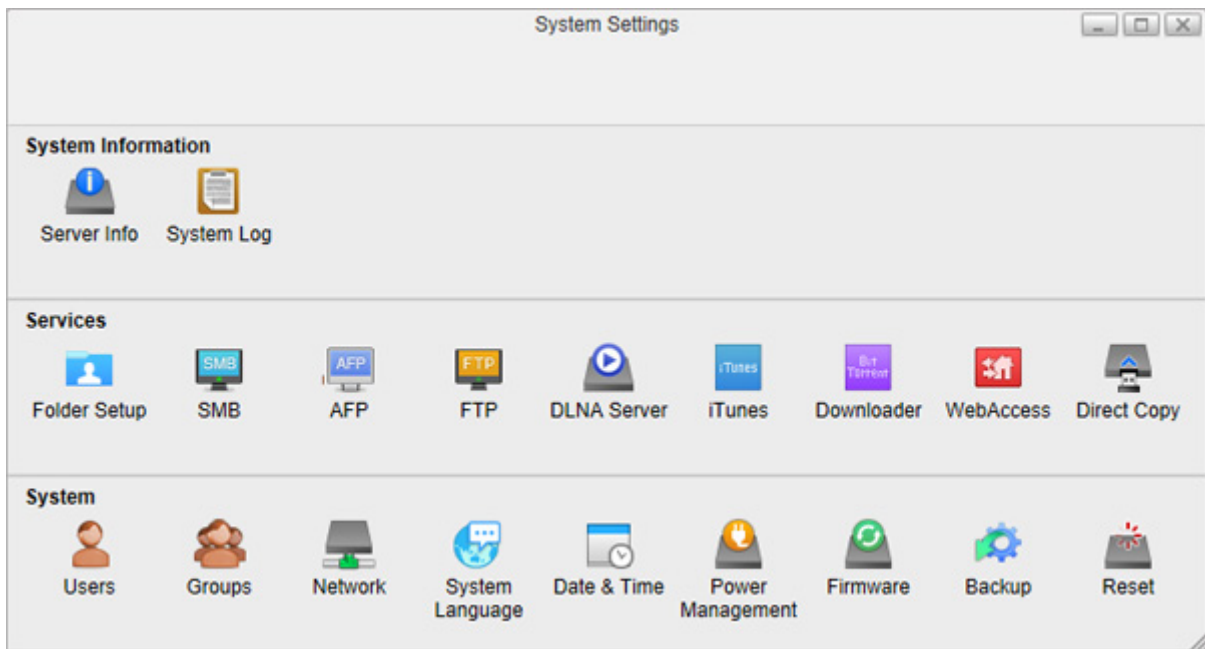 System Settings
System Information
Server Info
System Log
Services
SMB
AFP
FTP
iTunes
Bit
Torrent
Folder Setup
SMB
AFP
FTP
DLNA Server
iTunes
Downloader
WebAccess
Direct Copy
System
Users
Groups
Network
System
Language
Date & Time
Power
Management
Firmware
Backup
Reset